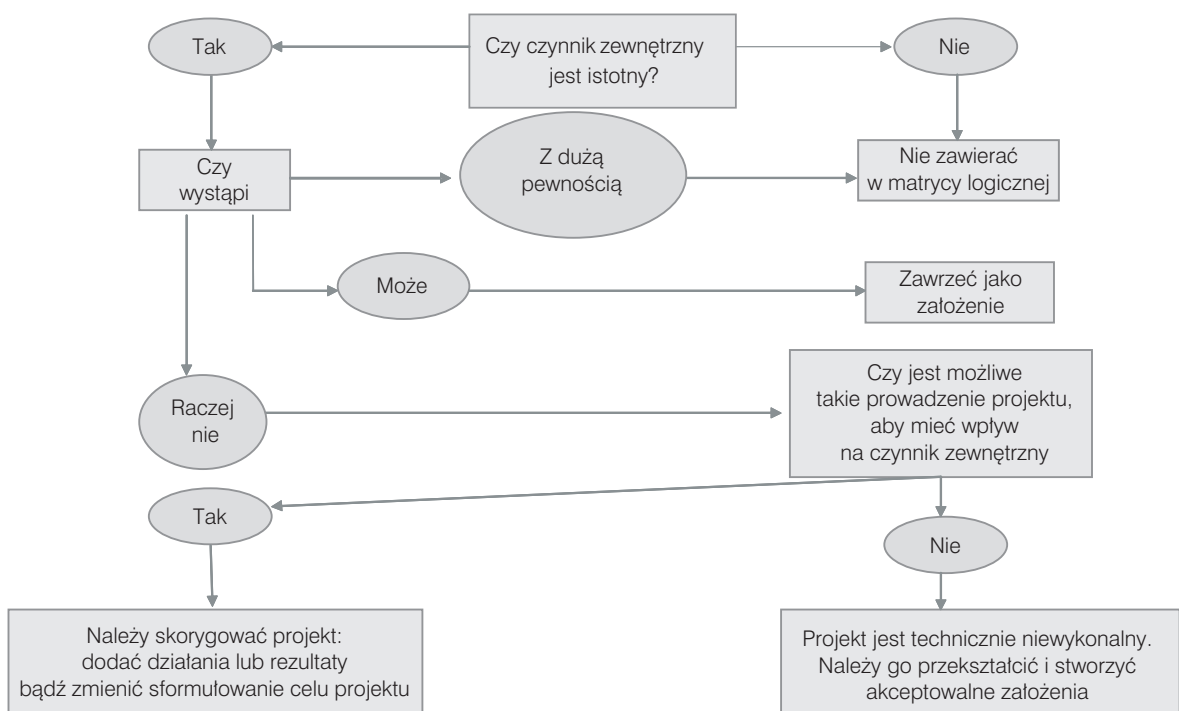 Tak
Czy czynnik zewnętrzny
jest istotny?
Nie
Czy
wystąpi
Z dużą
pewnością
Nie zawierać
w matrycy logicznej
Może
Zawrzeć jako
założenie
Raczej
nie
Czy jest możliwe
takie prowadzenie projektu,
aby mieć wpływ
na czynnik zewnętrzny
Tak
Nie
Należy skorygować projekt:
dodać działania lub rezultaty
bądź zmienić sformułowanie celu projektu
Projekt jest technicznie niewykonalny.
Należy go przekształcić i stworzyć
akceptowalne założenia